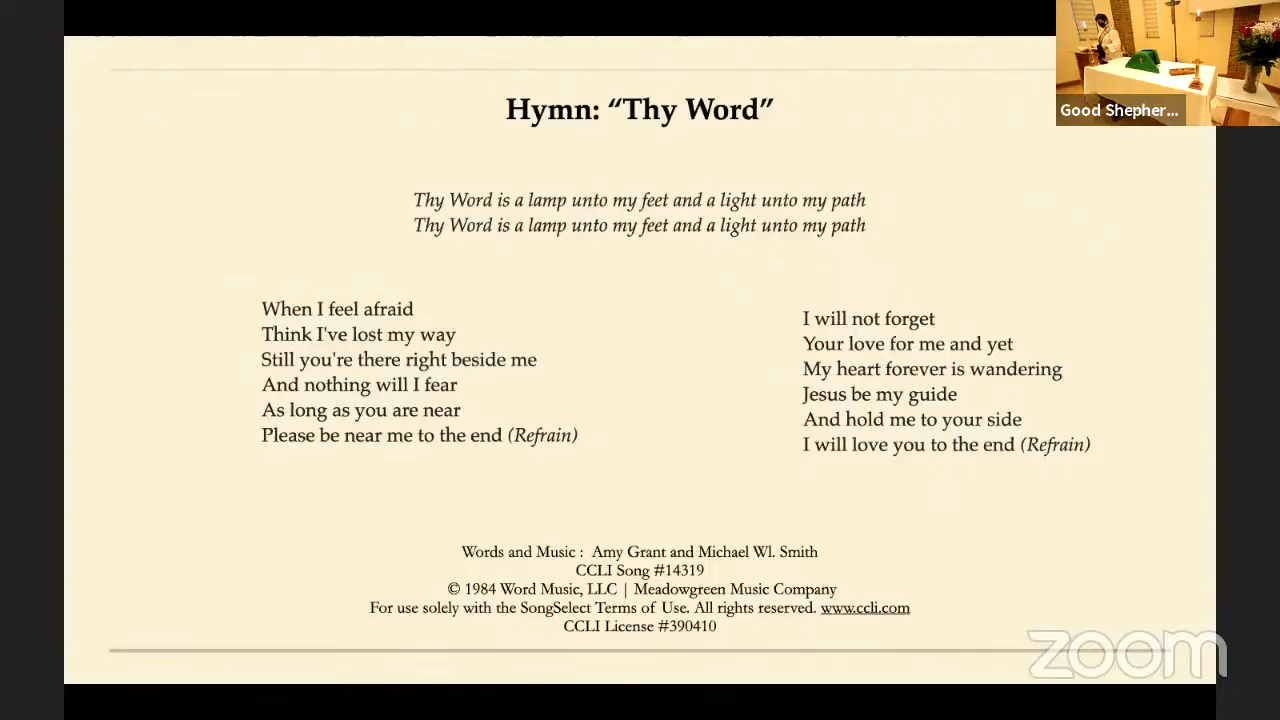 Good Shepher...
Hymn: “Thy Word”
Thy Word is a lamp unto my feet and a light unto my path
Thy Word is a lamp unto my feet and a light unto my path
When I feel afraid
Think I've lost my way
Still you're there right beside me
And nothing will I fear
As long as you are near
Please be near me to the end (Refrain)
I will not forget
Your love for me and yet
My heart forever is wandering
Jesus be my guide
And hold me to your side
I will love you to the end (Refrain)
Words and Music : Amy Grant and Michael Wl. Smith
CCLI Song #14319
© 1984 Word Music, LLC | Meadowgreen Music Company
For use solely with the SongSelect Terms of Use. All rights reserved. www.ccli.com
CCLI License #390410
zoom